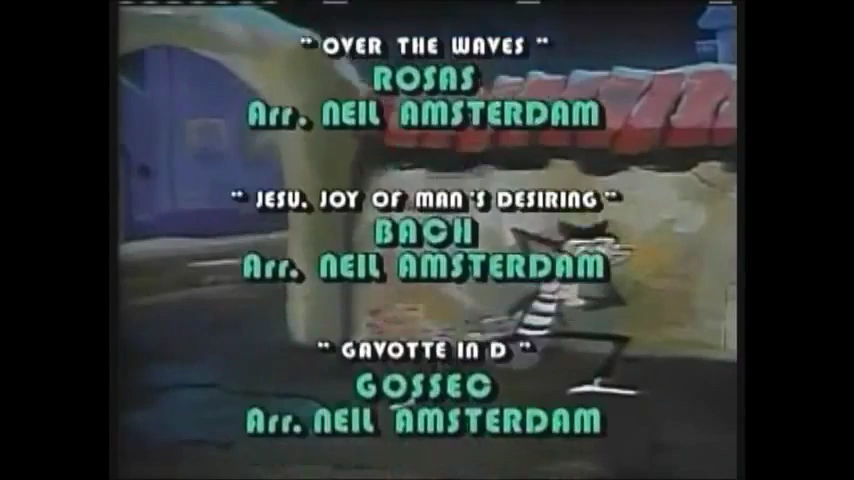 " OVER THE WAVES "
ROSAS
Arr. NEIL AMSTERDAM
" JESU, JOY OF MAN'S DESIRING "
BACH
Arr. NEIL AMSTERDAM
" GAVOTTE IN D "
GOSSEC
Arr. NEIL AMSTERDAM